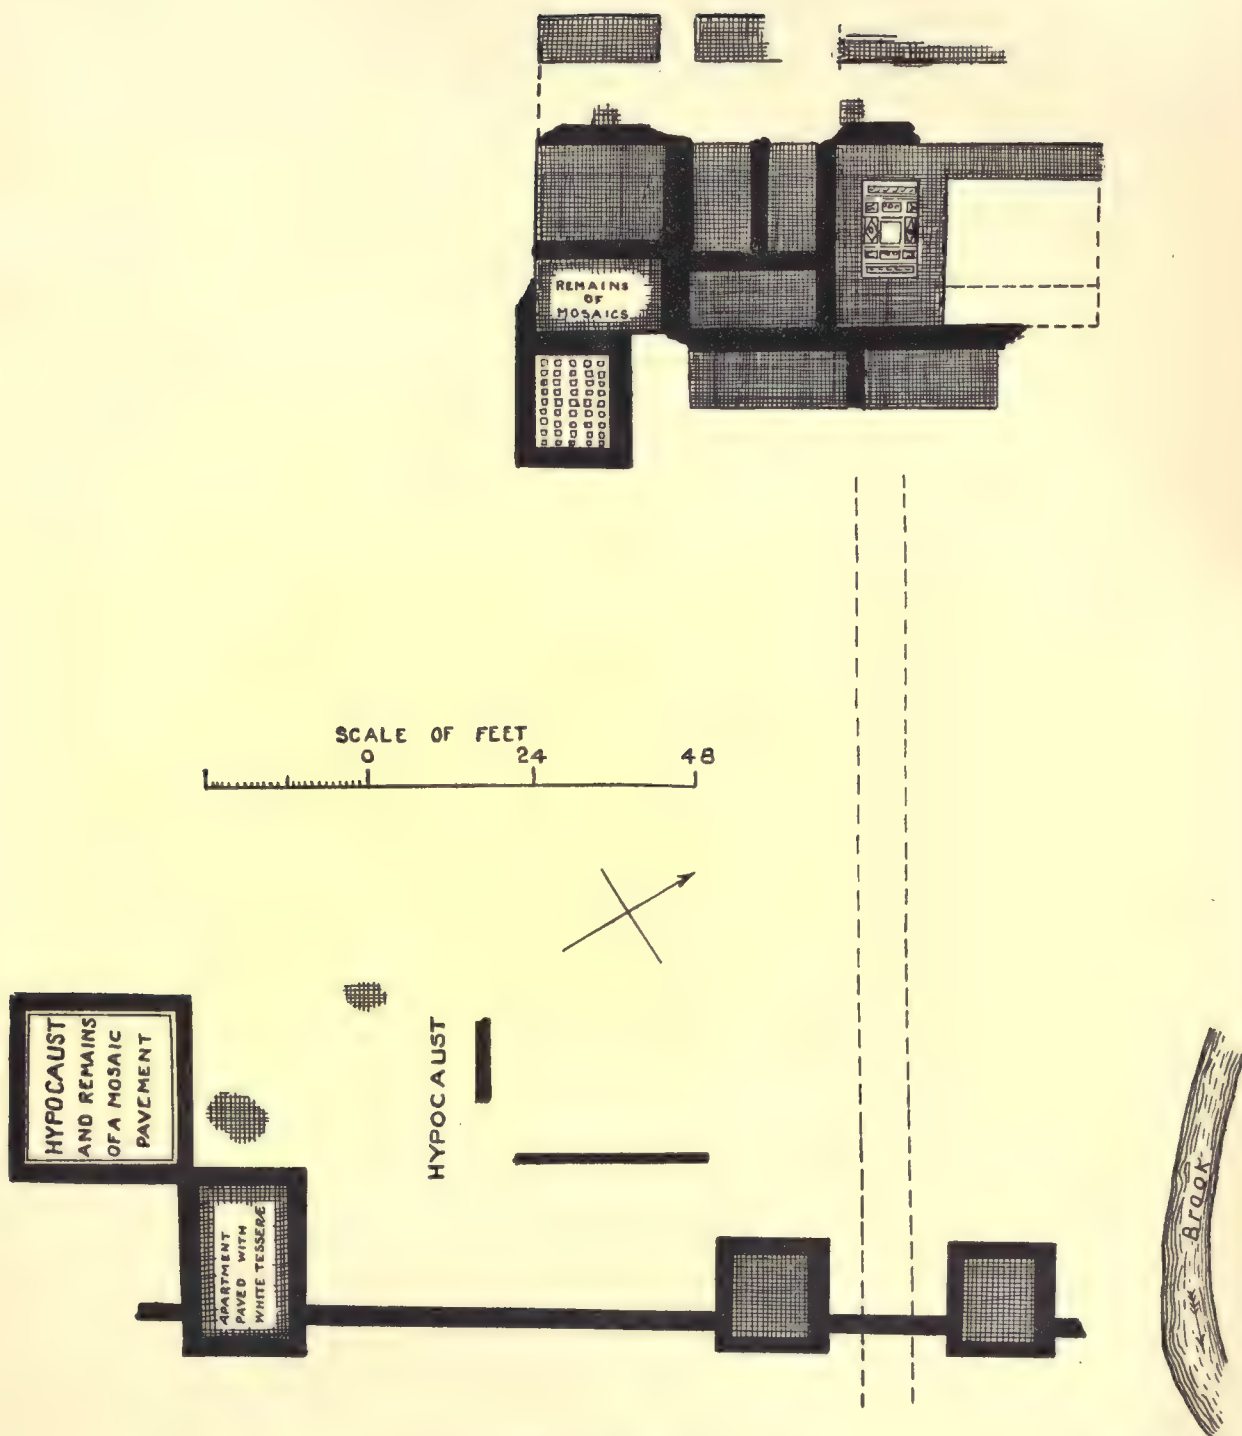 REMAINS
OF
MOSAICS
SCALE OF FEET
0 24 48
HYPOCAUST
AND REMAINS
OF A MOSAIC
PAVEMENT
HYPOCAUST
APARTMENT
PAVED WITH
WHITE TESSERÆ
BROOK